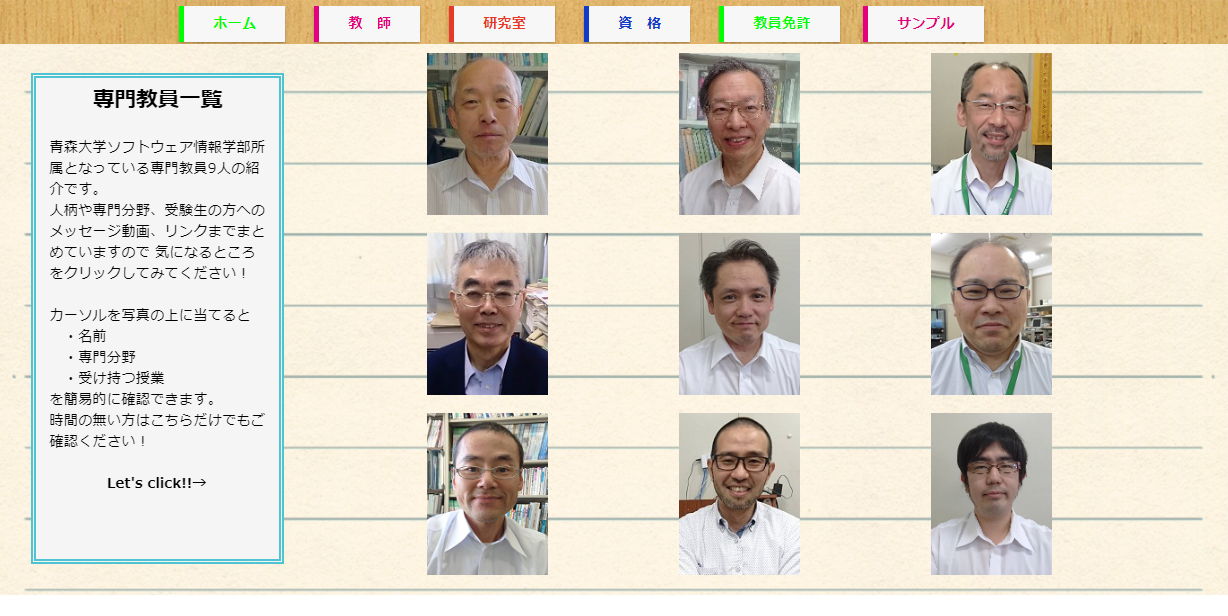 ホーム 教　師 研究室 資　格 教員免許 サンプル
専門教員一覧
青森大学ソフトウェア情報学部所
属となっている専門教員9人の紹
介です。
人柄や専門分野、受験生の方への
メッセージ動画、リンクまでまと
めていますので 気になるところ
をクリックしてみてください！
カーソルを写真の上に当てると
・名前
・専門分野
・受け持つ授業
を簡易的に確認できます。
時間の無い方はこちらだけでもご
確認ください！
Let's click!!→